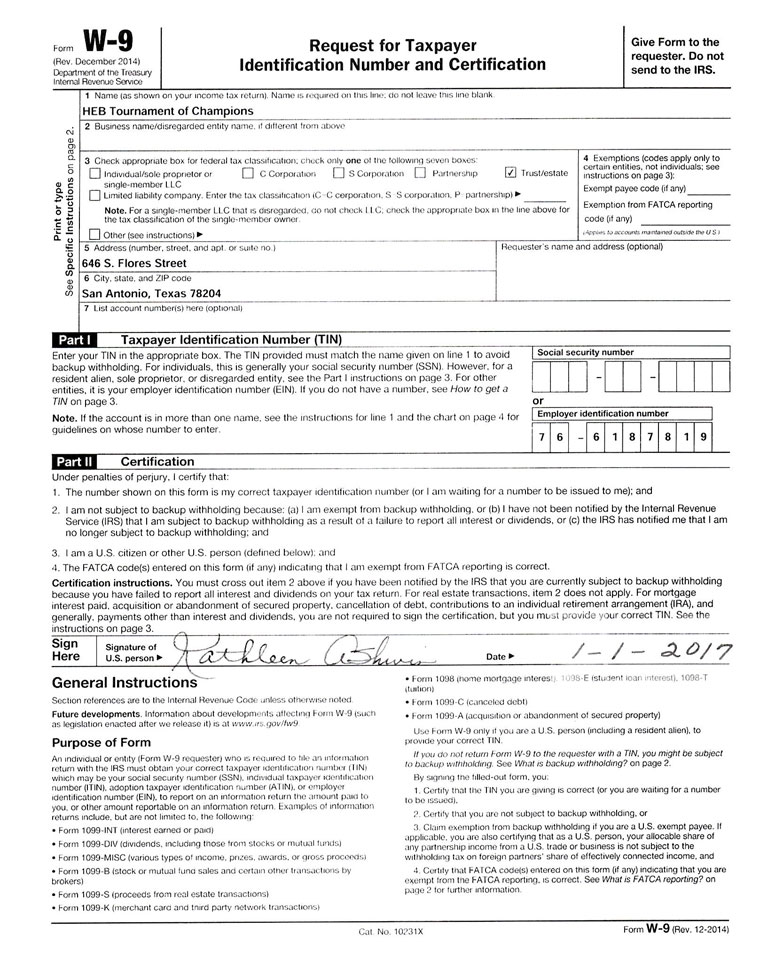 Form W-9
(Rev. December 2014)
Department of the Treasury
Internal Revenue Service
Request for Taxpayer
Identification Number and Certification
Give Form to the
requester. Do not
send to the IRS.
Print or type
See Specific Instructions on page 2.
1 Name (as shown on your income tax return). Name is required on this line; do not leave this line blank.
HEB Tournament of Champions
2 Business name/disregarded entity name, if different from above
3 Check appropriate box for federal tax classification; check only one of the following seven boxes:
Individual/sole proprietor or C Corporation S Corporation Partnership ✓ Trust/estate
single-member LLC
Limited liability company. Enter the tax classification (C=C corporation, S=S corporation, P=partnership) ▶
Note. For a single-member LLC that is disregarded, do not check LLC; check the appropriate box in the line above for
the tax classification of the single-member owner.
Other (see instructions) ▶
4 Exemptions (codes apply only to
certain entities, not individuals; see
instructions on page 3):
Exempt payee code (if any)
Exemption from FATCA reporting
code (if any)
(Applies to accounts maintained outside the U.S.)
5 Address (number, street, and apt. or suite no.)
646 S. Flores Street
Requester's name and address (optional)
6 City, state, and ZIP code
San Antonio, Texas 78204
7 List account number(s) here (optional)
Part I Taxpayer Identification Number (TIN)
Enter your TIN in the appropriate box. The TIN provided must match the name given on line 1 to avoid
backup withholding. For individuals, this is generally your social security number (SSN). However, for a
resident alien, sole proprietor, or disregarded entity, see the Part I instructions on page 3. For other
entities, it is your employer identification number (EIN). If you do not have a number, see How to get a
TIN on page 3.
Note. If the account is in more than one name, see the instructions for line 1 and the chart on page 4 for
guidelines on whose number to enter.
Social security number
– –
or
Employer identification number
7 6 – 6 1 8 7 8 1 9
Part II Certification
Under penalties of perjury, I certify that:
1. The number shown on this form is my correct taxpayer identification number (or I am waiting for a number to be issued to me); and
2. I am not subject to backup withholding because: (a) I am exempt from backup withholding, or (b) I have not been notified by the Internal Revenue
Service (IRS) that I am subject to backup withholding as a result of a failure to report all interest or dividends, or (c) the IRS has notified me that I am
no longer subject to backup withholding; and
3. I am a U.S. citizen or other U.S. person (defined below); and
4. The FATCA code(s) entered on this form (if any) indicating that I am exempt from FATCA reporting is correct.
Certification instructions. You must cross out item 2 above if you have been notified by the IRS that you are currently subject to backup withholding
because you have failed to report all interest and dividends on your tax return. For real estate transactions, item 2 does not apply. For mortgage
interest paid, acquisition or abandonment of secured property, cancellation of debt, contributions to an individual retirement arrangement (IRA), and
generally, payments other than interest and dividends, you are not required to sign the certification, but you must provide your correct TIN. See the
instructions on page 3.
Sign
Here
Signature of
U.S. person ▶ Kathleen
Date ▶ 1-1-2017
General Instructions
Section references are to the Internal Revenue Code unless otherwise noted.
Future developments. Information about developments affecting Form W-9 (such
as legislation enacted after we release it) is at www.irs.gov/fw9.
Purpose of Form
An individual or entity (Form W-9 requester) who is required to file an information
return with the IRS must obtain your correct taxpayer identification number (TIN)
which may be your social security number (SSN), individual taxpayer identification
number (ITIN), adoption taxpayer identification number (ATIN), or employer
identification number (EIN), to report on an information return the amount paid to
you, or other amount reportable on an information return. Examples of information
returns include, but are not limited to, the following:
• Form 1099-INT (interest earned or paid)
• Form 1099-DIV (dividends, including those from stocks or mutual funds)
• Form 1099-MISC (various types of income, prizes, awards, or gross proceeds)
• Form 1099-B (stock or mutual fund sales and certain other transactions by
brokers)
• Form 1099-S (proceeds from real estate transactions)
• Form 1099-K (merchant card and third party network transactions)
• Form 1098 (home mortgage interest), 1098-E (student loan interest), 1098-T
(tuition)
• Form 1099-C (canceled debt)
• Form 1099-A (acquisition or abandonment of secured property)
Use Form W-9 only if you are a U.S. person (including a resident alien), to
provide your correct TIN.
If you do not return Form W-9 to the requester with a TIN, you might be subject
to backup withholding. See What is backup withholding? on page 2.
By signing the filled-out form, you:
1. Certify that the TIN you are giving is correct (or you are waiting for a number
to be issued),
2. Certify that you are not subject to backup withholding, or
3. Claim exemption from backup withholding if you are a U.S. exempt payee. If
applicable, you are also certifying that as a U.S. person, your allocable share of
any partnership income from a U.S. trade or business is not subject to the
withholding tax on foreign partners' share of effectively connected income, and
4. Certify that FATCA code(s) entered on this form (if any) indicating that you are
exempt from the FATCA reporting, is correct. See What is FATCA reporting? on
page 2 for further information.
Cat. No. 10231X
Form W-9 (Rev. 12-2014)